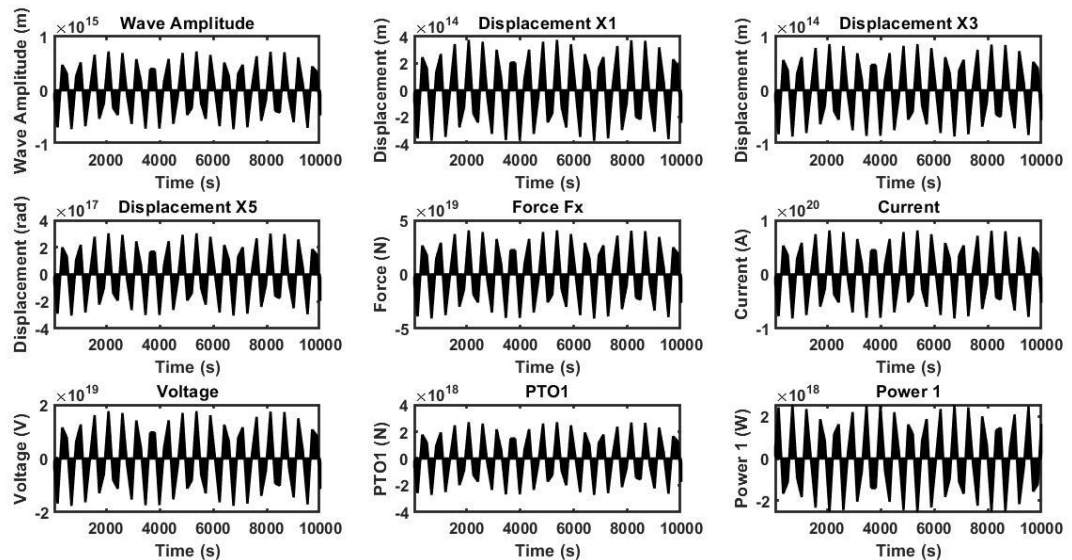 Wave Amplitude
×10^15
Wave Amplitude (m)
1
0
-1
2000 4000 6000 8000 10000
Time (s)
Displacement X1
×10^14
Displacement (m)
4
2
0
-2
-4
2000 4000 6000 8000 10000
Time (s)
Displacement X3
×10^14
Displacement (m)
1
0
-1
2000 4000 6000 8000 10000
Time (s)
Displacement X5
×10^17
Displacement (rad)
4
2
0
-2
-4
2000 4000 6000 8000 10000
Time (s)
Force Fx
×10^19
Force (N)
5
0
-5
2000 4000 6000 8000 10000
Time (s)
Current
×10^20
Current (A)
1
0
-1
2000 4000 6000 8000 10000
Time (s)
Voltage
×10^19
Voltage (V)
2
0
-2
2000 4000 6000 8000 10000
Time (s)
PTO1
×10^18
PTO1 (N)
4
2
0
-2
-4
2000 4000 6000 8000 10000
Time (s)
Power 1
×10^18
Power 1 (W)
2
0
-2
2000 4000 6000 8000 10000
Time (s)